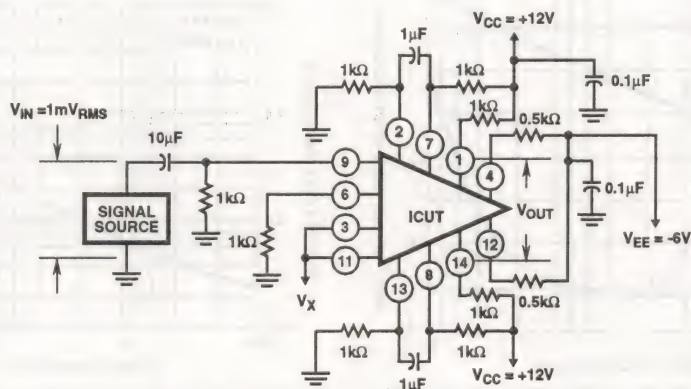 V_CC = +12V
1μF
1kΩ
1kΩ
1kΩ
0.1μF
V_IN =1mV_RMS
10μF
0.5kΩ
2
7
1
4
9
6
3
11
ICUT
0.1μF
SIGNAL
SOURCE
1kΩ
1kΩ
V_OUT
V_EE = -6V
12
14
8
13
V_X
0.5kΩ
1kΩ
1kΩ
1kΩ
1μF
V_CC = +12V